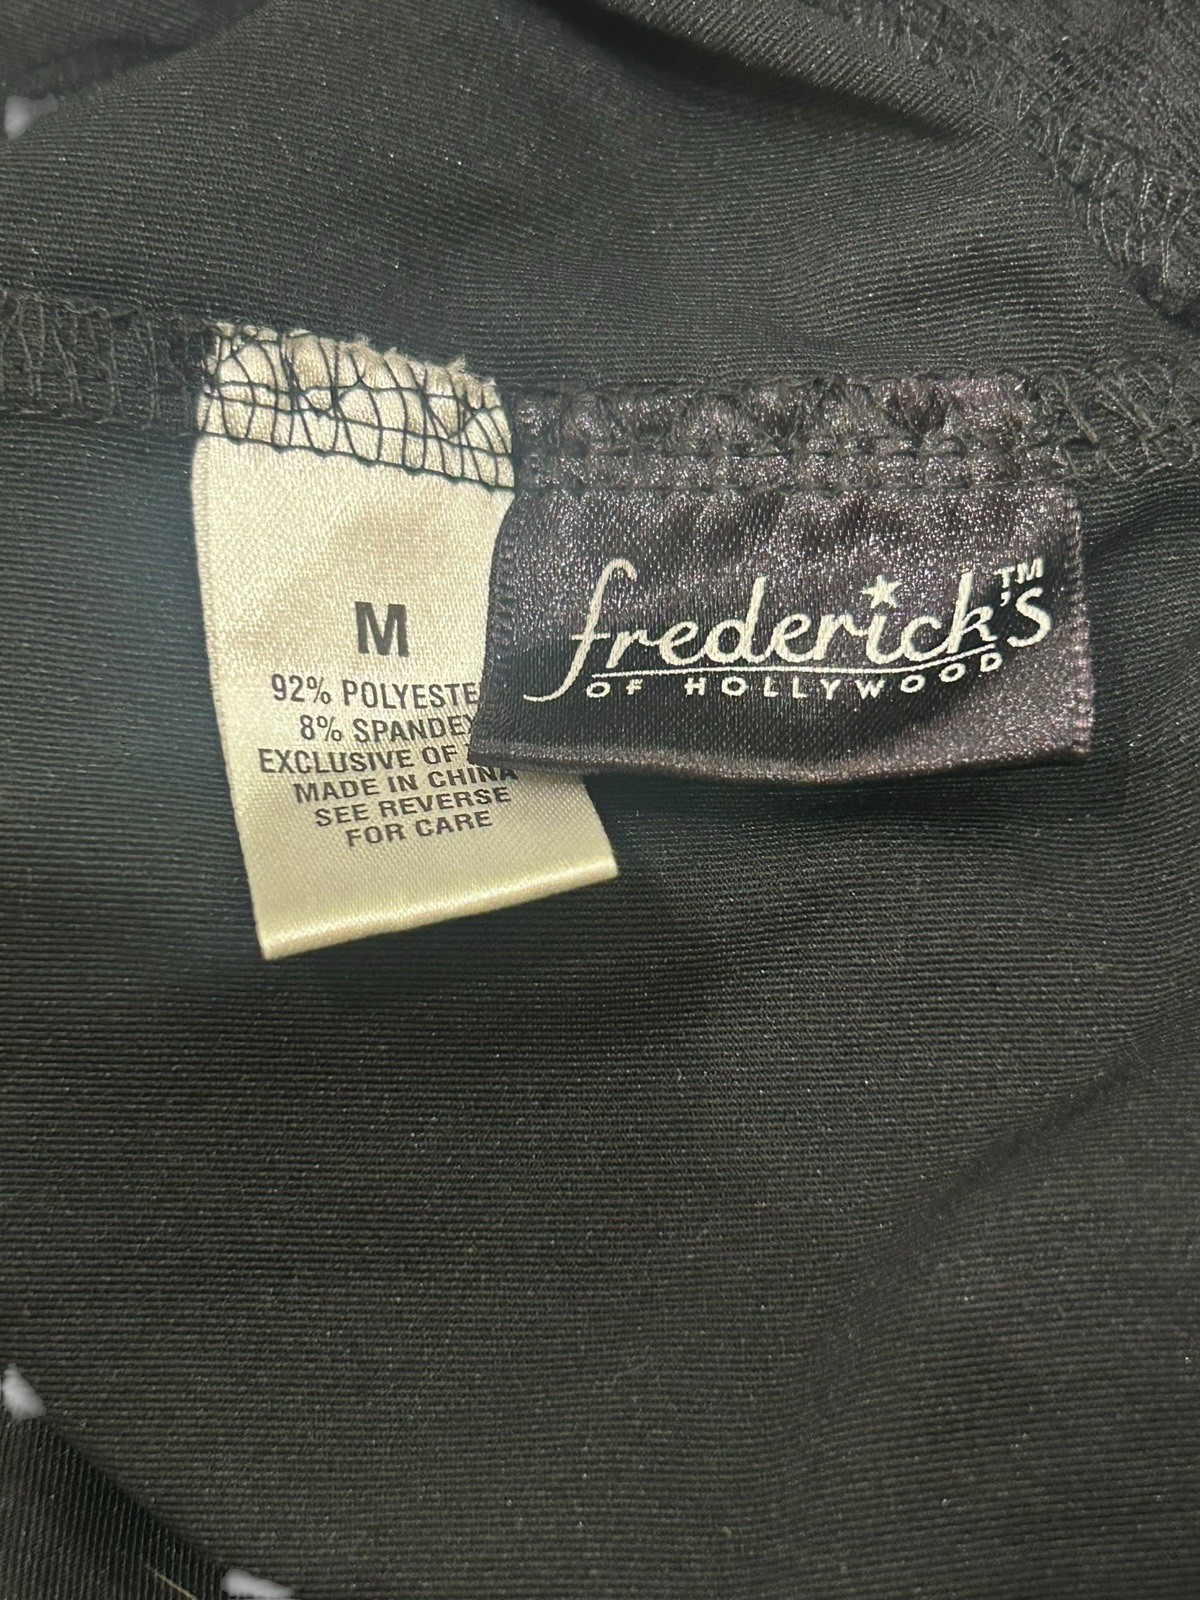 M
92% POLYESTE
8% SPANDEX
EXCLUSIVE OF
MADE IN CHINA
SEE REVERSE
FOR CARE
frederick's™
OF HOLLYWOOD